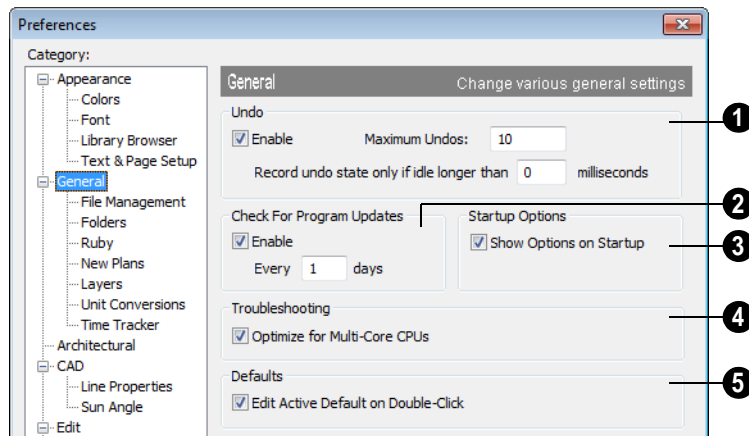 Preferences
Category:
Appearance
Colors
Font
Library Browser
Text & Page Setup
General
File Management
Folders
Ruby
New Plans
Layers
Unit Conversions
Time Tracker
Architectural
CAD
Line Properties
Sun Angle
Edit
General Change various general settings
Undo
Enable Maximum Undos: 10
Record undo state only if idle longer than 0 milliseconds
1
Check For Program Updates
Enable
Every 1 days
2
Startup Options
Show Options on Startup
3
Troubleshooting
Optimize for Multi-Core CPUs
4
Defaults
Edit Active Default on Double-Click
5